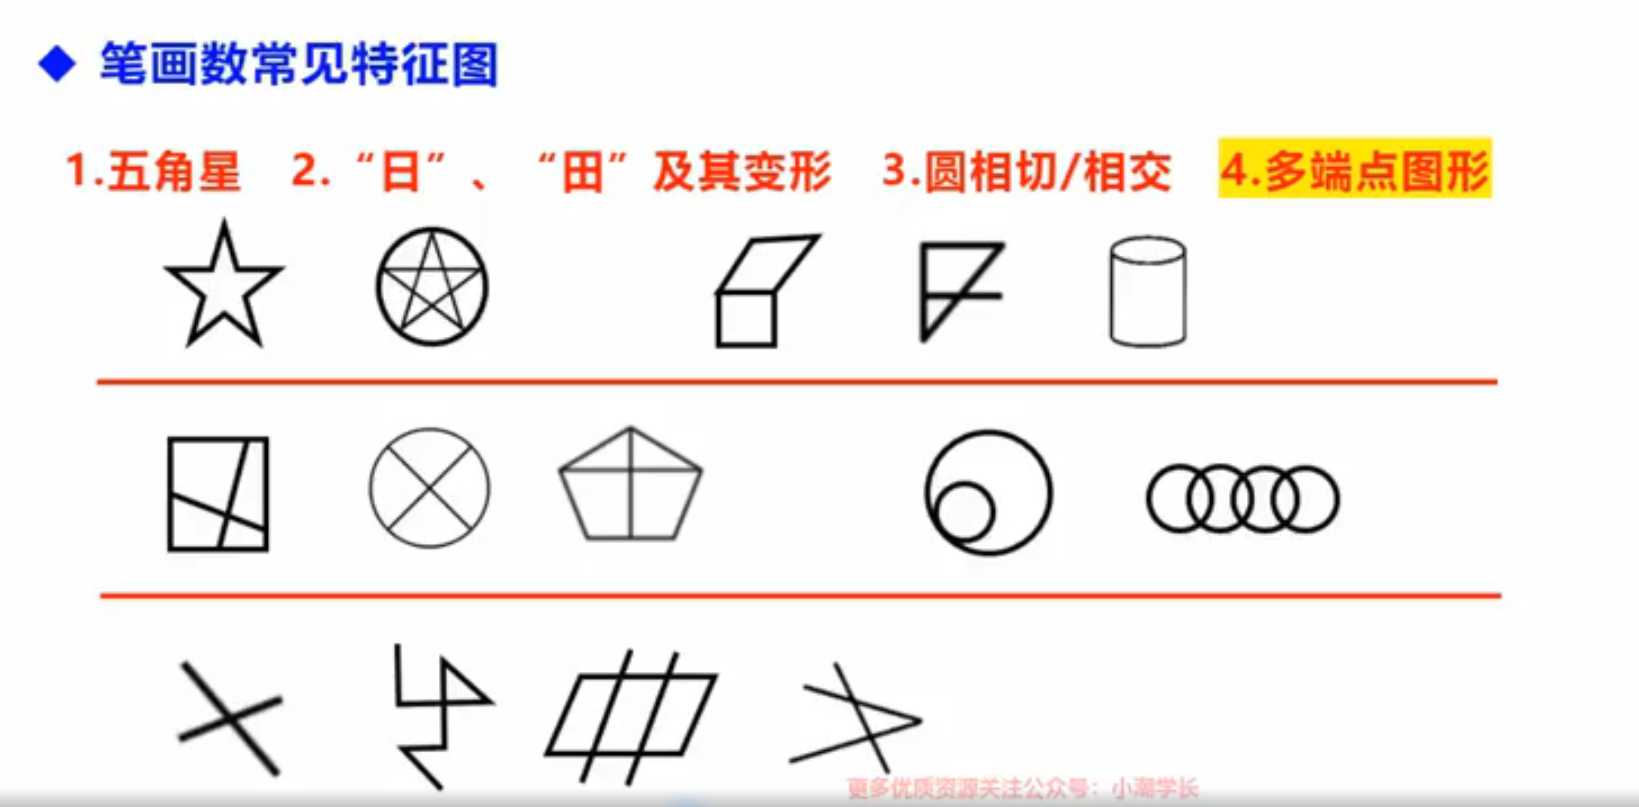 笔画数常见特征图
1.五角星 2.“日”、“田”及其变形 3.圆相切/相交 4.多端点图形
更多优质资源关注公众号：小潮学长